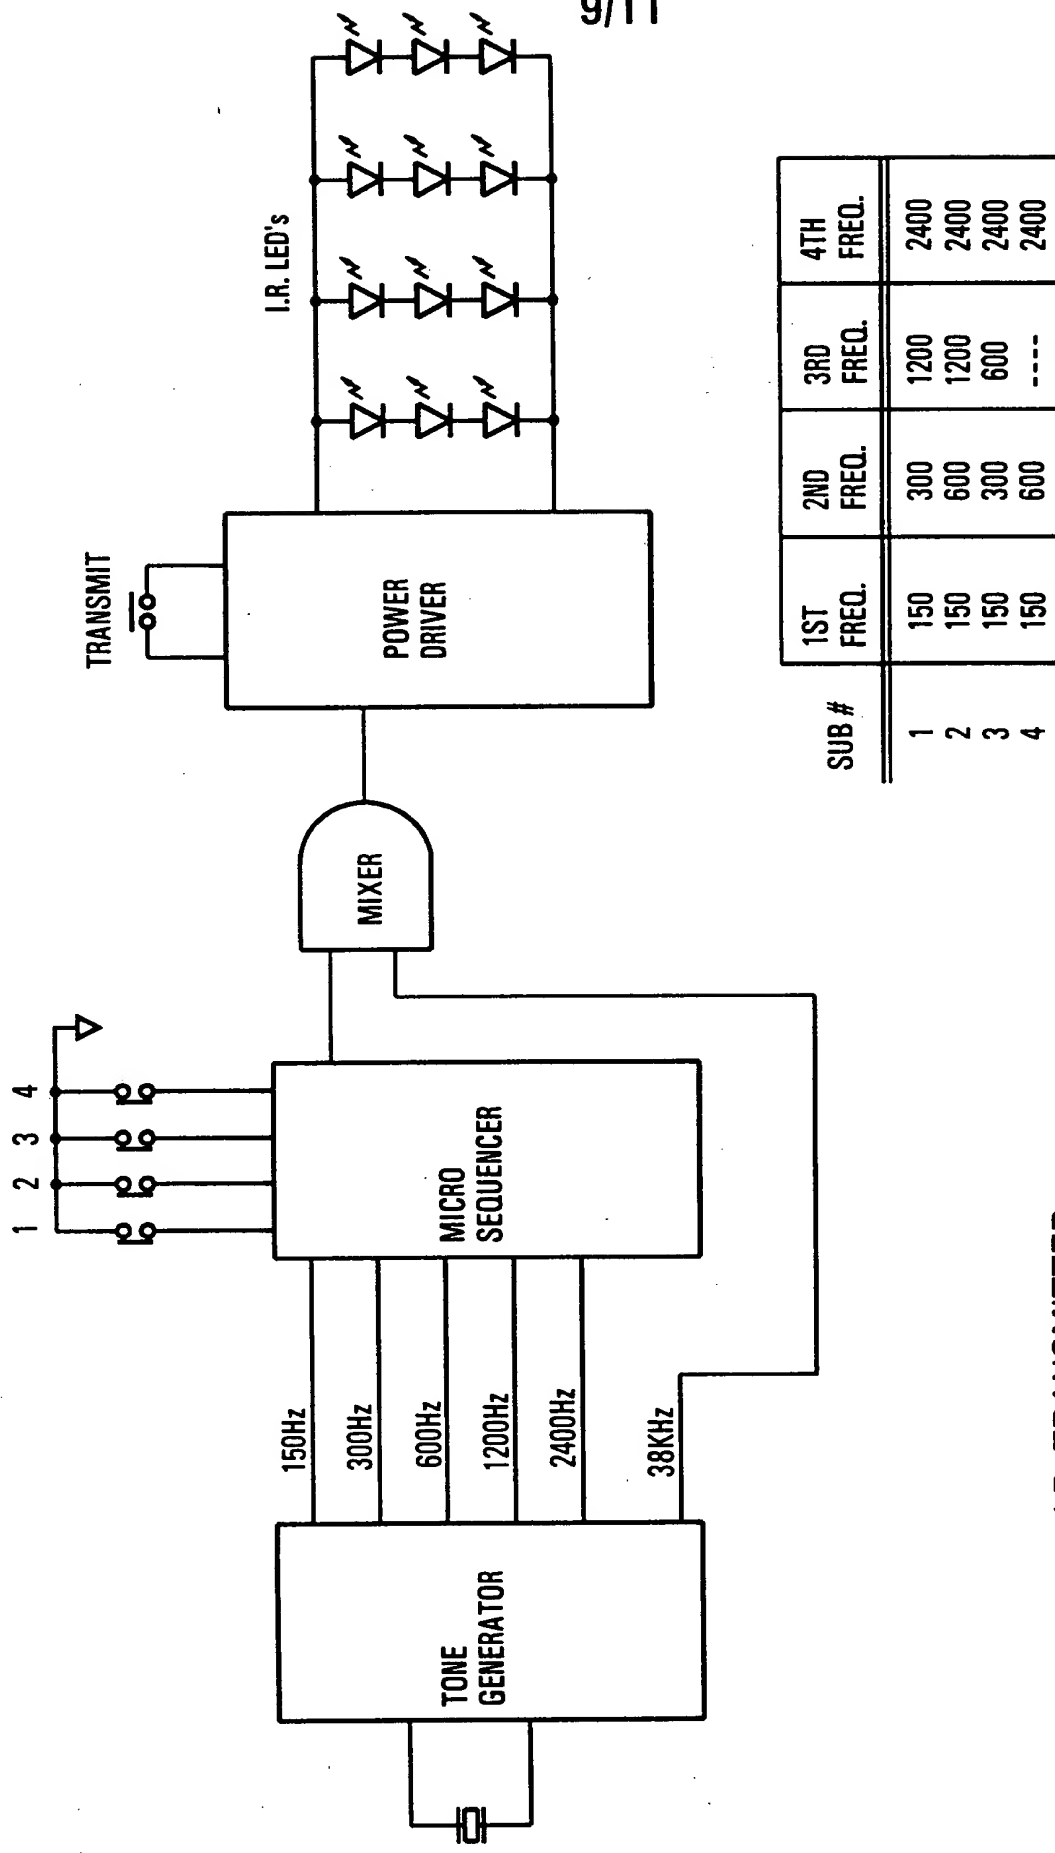 9/11
TRANSMIT
I.R. LED's
1 2 3 4
150Hz
300Hz
600Hz
1200Hz
2400Hz
38KHz
TONE
GENERATOR
MICRO
SEQUENCER
MIXER
POWER
DRIVER
SUB # 1ST FREQ. 2ND FREQ. 3RD FREQ. 4TH FREQ.
1 150 300 1200 2400
2 150 600 1200 2400
3 150 300 600 2400
4 150 600 ---- 2400